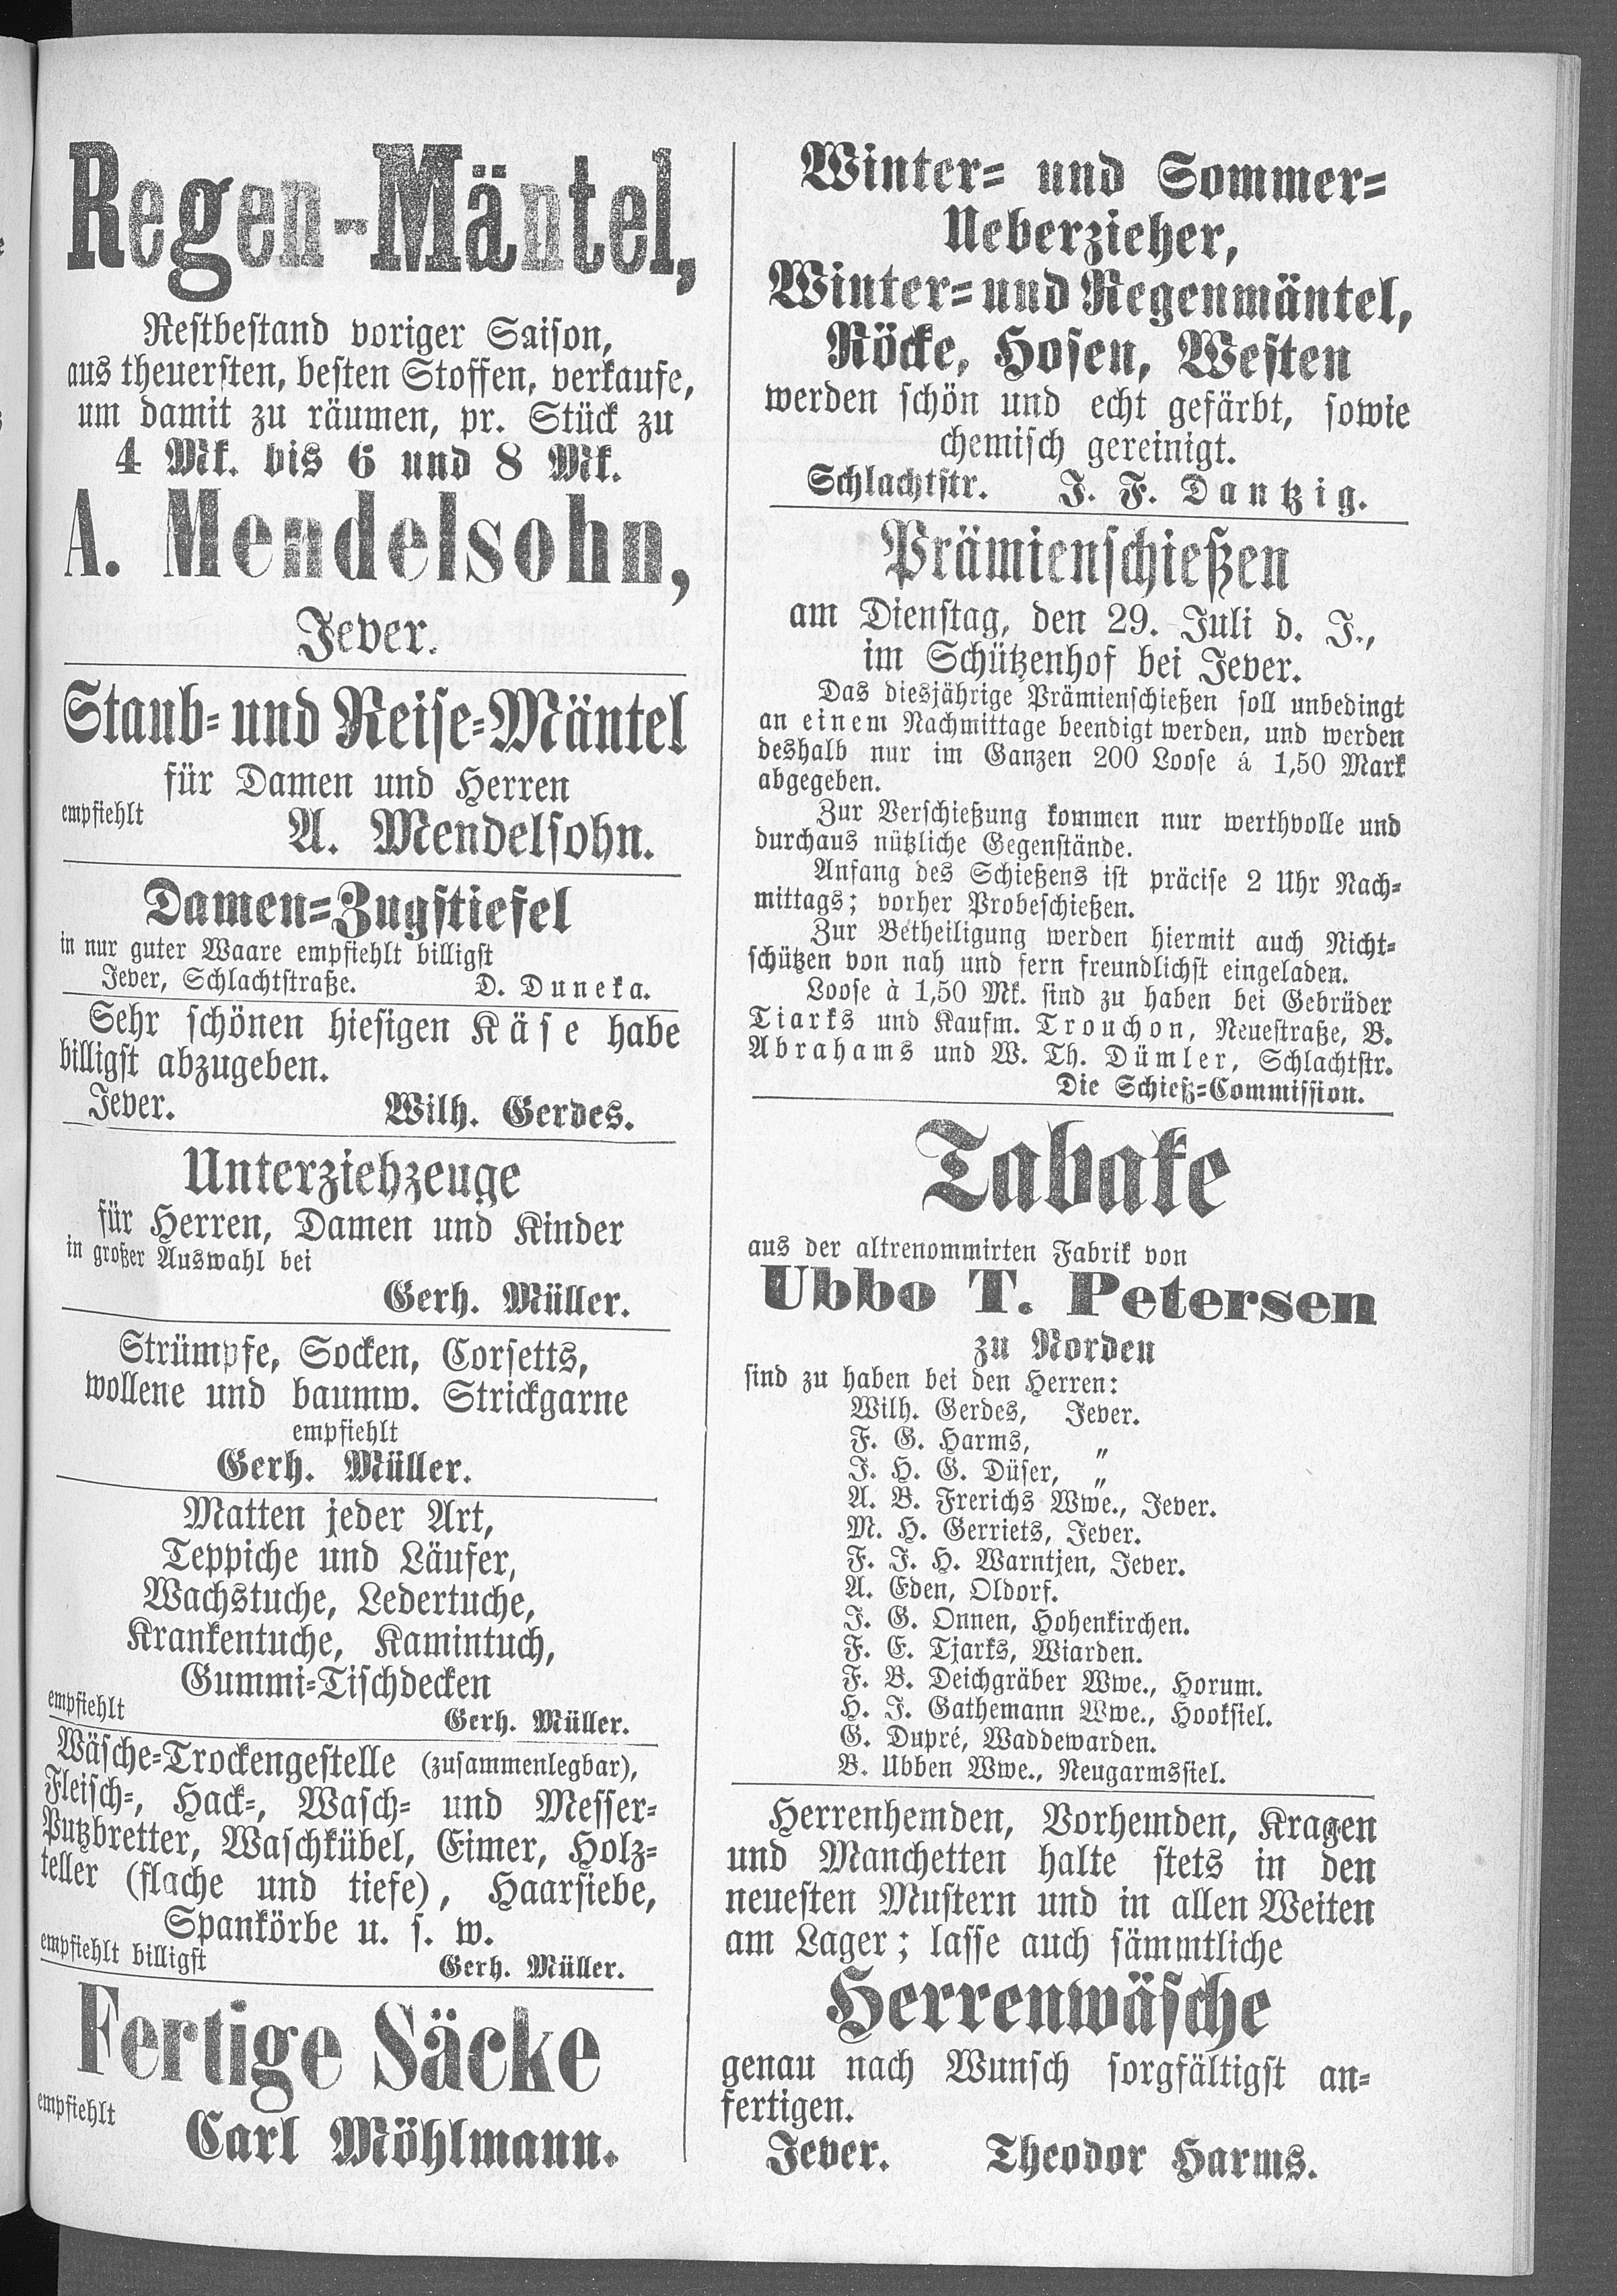 Regen-Mäntel,
Restbestand voriger Saison,
aus theuersten, besten Stoffen, verkaufe,
um damit zu räumen, pr. Stück zu
4 Mk. bis 6 und 8 Mk.
A. Mendelsohn,
Jever.
Staub- und Reise-Mäntel
für Damen und Herren
empfiehlt A. Mendelsohn.
Damen-Zugstiefel
in nur guter Waare empfiehlt billigst
Jever, Schlachtstraße. D. Duneka.
Sehr schönen hiesigen Käse habe
billigst abzugeben.
Jever. Wilh. Gerdes.
Unterziehzeuge
für Herren, Damen und Kinder
in großer Auswahl bei
Gerh. Müller.
Strümpfe, Socken, Corsetts,
wollene und baumw. Strickgarne
empfiehlt
Gerh. Müller.
Matten jeder Art,
Teppiche und Läufer,
Wachstuche, Ledertuche,
Krankentuche, Kamintuch,
Gummi-Tischdecken
empfiehlt Gerh. Müller.
Wäsche-Trockengestelle (zusammenlegbar),
Fleisch-, Hack-, Wasch- und Messer-
Putzbretter, Waschkübel, Eimer, Holz-
teller (flache und tiefe), Haarsiebe,
Spankörbe u. s. w.
empfiehlt billigst Gerh. Müller.
Fertige Säcke
empfiehlt
Carl Möhlmann.
Winter- und Sommer-
Ueberzieher,
Winter- und Regenmäntel,
Röcke, Hosen, Westen
werden schön und echt gefärbt, sowie
chemisch gereinigt.
Schlachtstr. J. F. Dantzig.
Prämienschießen
am Dienstag, den 29. Juli d. J.,
im Schützenhof bei Jever.
Das diesjährige Prämienschießen soll unbedingt
an einem Nachmittage beendigt werden, und werden
deshalb nur im Ganzen 200 Loose á 1,50 Mark
abgegeben.
Zur Verschießung kommen nur werthvolle und
durchaus nützliche Gegenstände.
Anfang des Schießens ist präcise 2 Uhr Nach-
mittags; vorher Probeschießen.
Zur Betheiligung werden hiermit auch Nicht-
schützen von nah und fern freundlichst eingeladen.
Loose à 1,50 Mk. sind zu haben bei Gebrüder
Tiarks und Kaufm. Trouchon, Neuestraße, B.
Abrahams und W. Th. Dümler, Schlachtstr.
Die Schieß-Commission.
Tabake
aus der altrenommirten Fabrik von
Ubbo T. Petersen
zu Norden
sind zu haben bei den Herren:
Wilh. Gerdes, Jever.
F. G. Harms, "
J. H. G. Düser, "
A. B. Frerichs Wwe., Jever.
M. H. Gerriets, Jever.
F. J. H. Warntjen, Jever.
A. Eden, Oldorf.
J. G. Onnen, Hohenkirchen.
F. E. Tjarks, Wiarden.
F. B. Deichgräber Wwe., Horum.
H. J. Gathemann Wwe., Hooksiel.
G. Dupré, Waddewarden.
B. Ubben Wwe., Neugarmssiel.
Herrenhemden, Vorhemden, Kragen
und Manchetten halte stets in den
neuesten Mustern und in allen Weiten
am Lager; lasse auch sämmtliche
Herrenwäsche
genau nach Wunsch sorgfältigst an-
fertigen.
Jever. Theodor Harms.